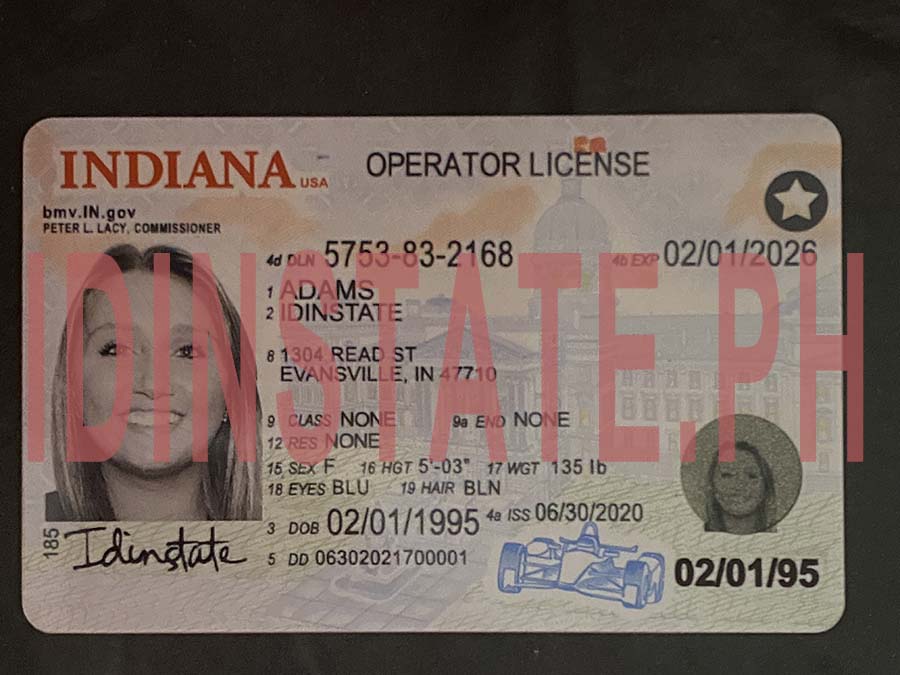 INDIANA USA
OPERATOR LICENSE
bmv.IN.gov
PETER L. LACY, COMMISSIONER
4d DLN 5753-83-2168
4b EXP 02/01/2026
1 ADAMS
2 IDINSTATE
IDINSTATE.PH
8 1304 READ ST
EVANSVILLE, IN 47710
9 CLASS NONE 9a END NONE
12 RES NONE
15 SEX F 16 HGT 5'-03" 17 WGT 135 lb
18 EYES BLU 19 HAIR BLN
3 DOB 02/01/1995 4a ISS 06/30/2020
5 DD 06302021700001
02/01/95
185
Idinstate